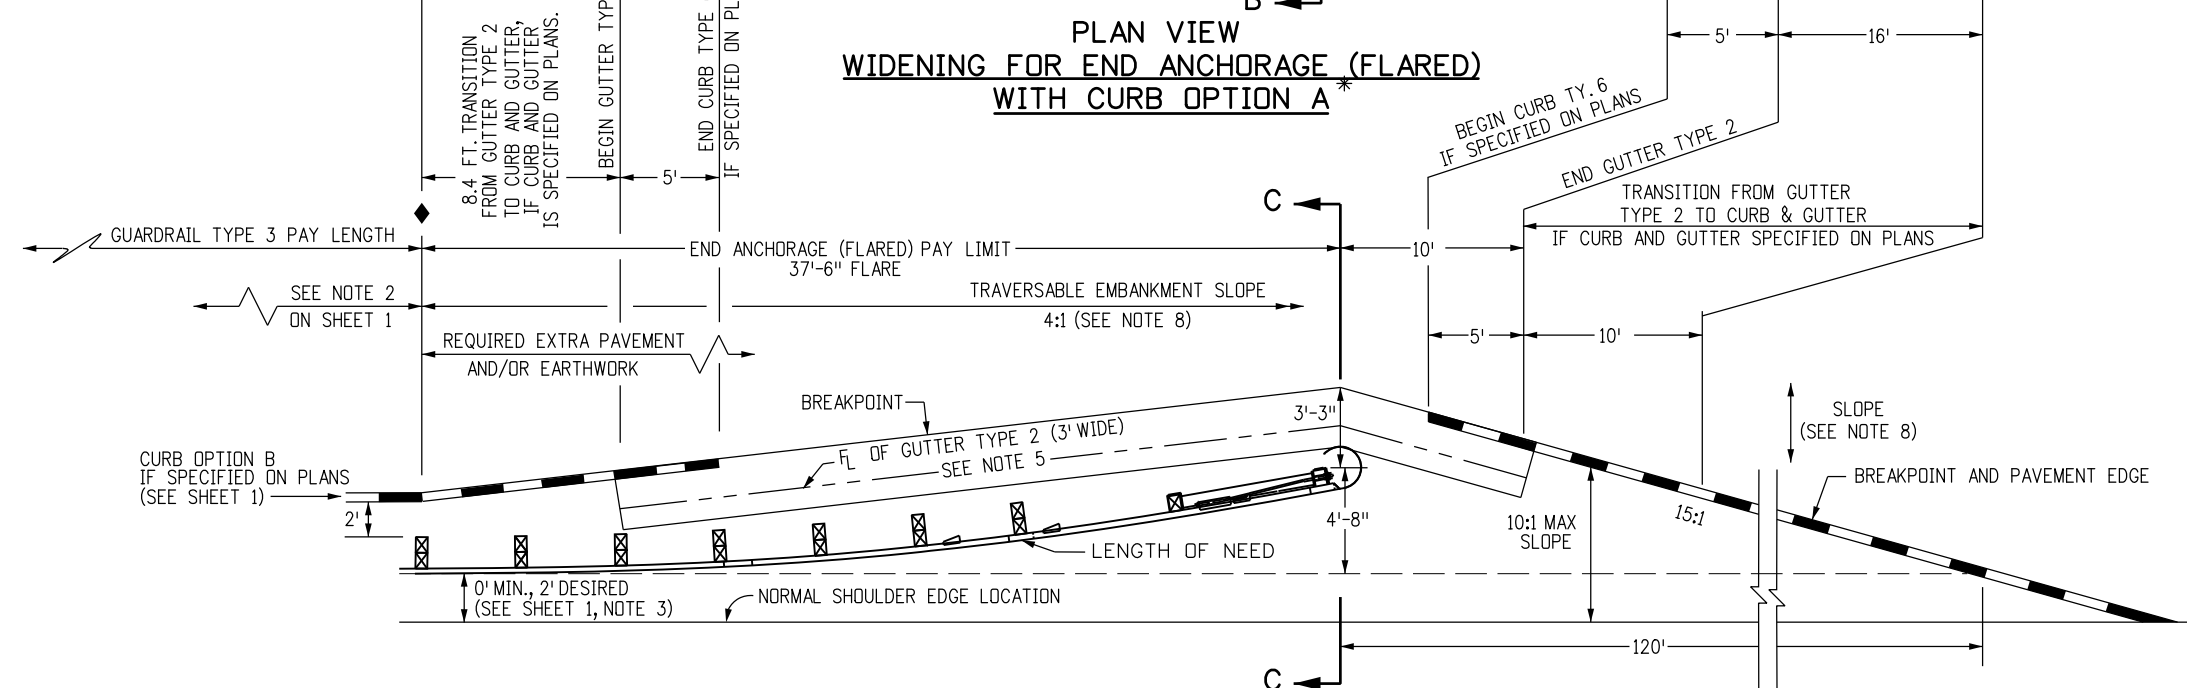 B
PLAN VIEW
WIDENING FOR END ANCHORAGE (FLARED)
WITH CURB OPTION A*
8.4 FT. TRANSITION
FROM GUTTER TYPE 2
TO CURB AND GUTTER,
IF CURB AND GUTTER
IS SPECIFIED ON PLANS.
BEGIN GUTTER TYP
END CURB TYPE
IF SPECIFIED ON PL
5'
5'
16'
BEGIN CURB TY. 6
IF SPECIFIED ON PLANS
END GUTTER TYPE 2
TRANSITION FROM GUTTER
TYPE 2 TO CURB & GUTTER
IF CURB AND GUTTER SPECIFIED ON PLANS
C
GUARDRAIL TYPE 3 PAY LENGTH
END ANCHORAGE (FLARED) PAY LIMIT
37'-6" FLARE
10'
SEE NOTE 2
ON SHEET 1
TRAVERSABLE EMBANKMENT SLOPE
4:1 (SEE NOTE 8)
REQUIRED EXTRA PAVEMENT
AND/OR EARTHWORK
5'
10'
BREAKPOINT
3'-3"
SLOPE
(SEE NOTE 8)
FL OF GUTTER TYPE 2 (3' WIDE)
SEE NOTE 5
CURB OPTION B
IF SPECIFIED ON PLANS
(SEE SHEET 1)
BREAKPOINT AND PAVEMENT EDGE
2'
4'-8"
10:1 MAX
SLOPE
15:1
LENGTH OF NEED
0' MIN., 2' DESIRED
(SEE SHEET 1, NOTE 3)
NORMAL SHOULDER EDGE LOCATION
120'
C